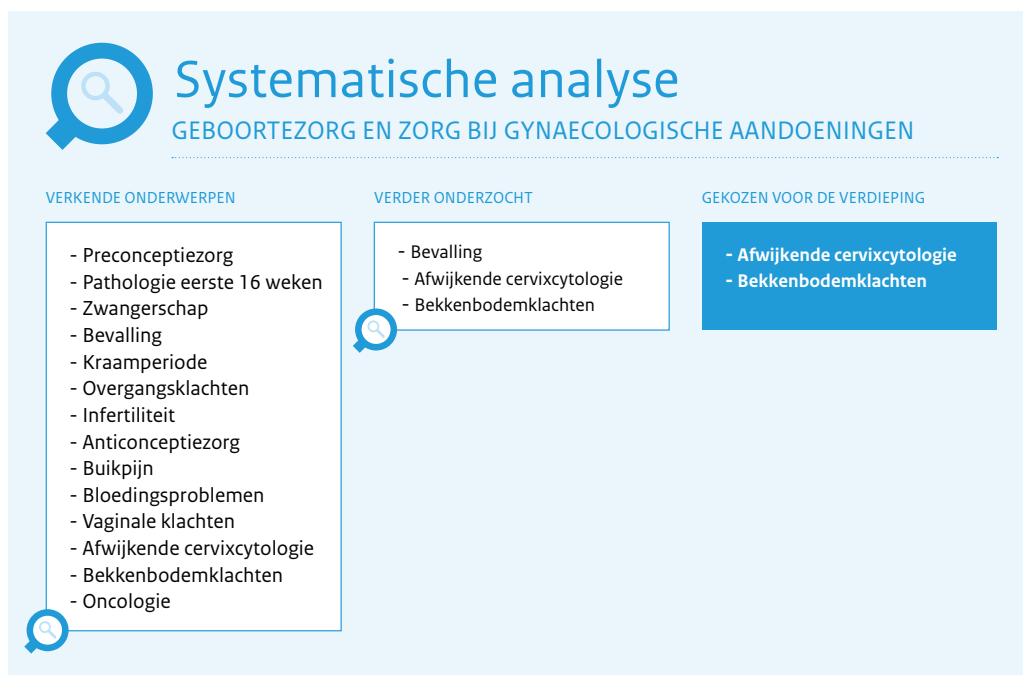 Systematische analyse
GEBOORTEZORG EN ZORG BIJ GYNAECOLOGISCHE AANDOENINGEN
VERKENDE ONDERWERPEN
- Preconceptiezorg
- Pathologie eerste 16 weken
- Zwangerschap
- Bevalling
- Kraamperiode
- Overgangsklachten
- Infertiliteit
- Anticonceptiezorg
- Buikpijn
- Bloedingsproblemen
- Vaginale klachten
- Afwijkende cervixcytologie
- Bekkenbodemklachten
- Oncologie
VERDER ONDERZOCHT
- Bevalling
- Afwijkende cervixcytologie
- Bekkenbodemklachten
GEKOZEN VOOR DE VERDIEPING
- Afwijkende cervixcytologie
- Bekkenbodemklachten